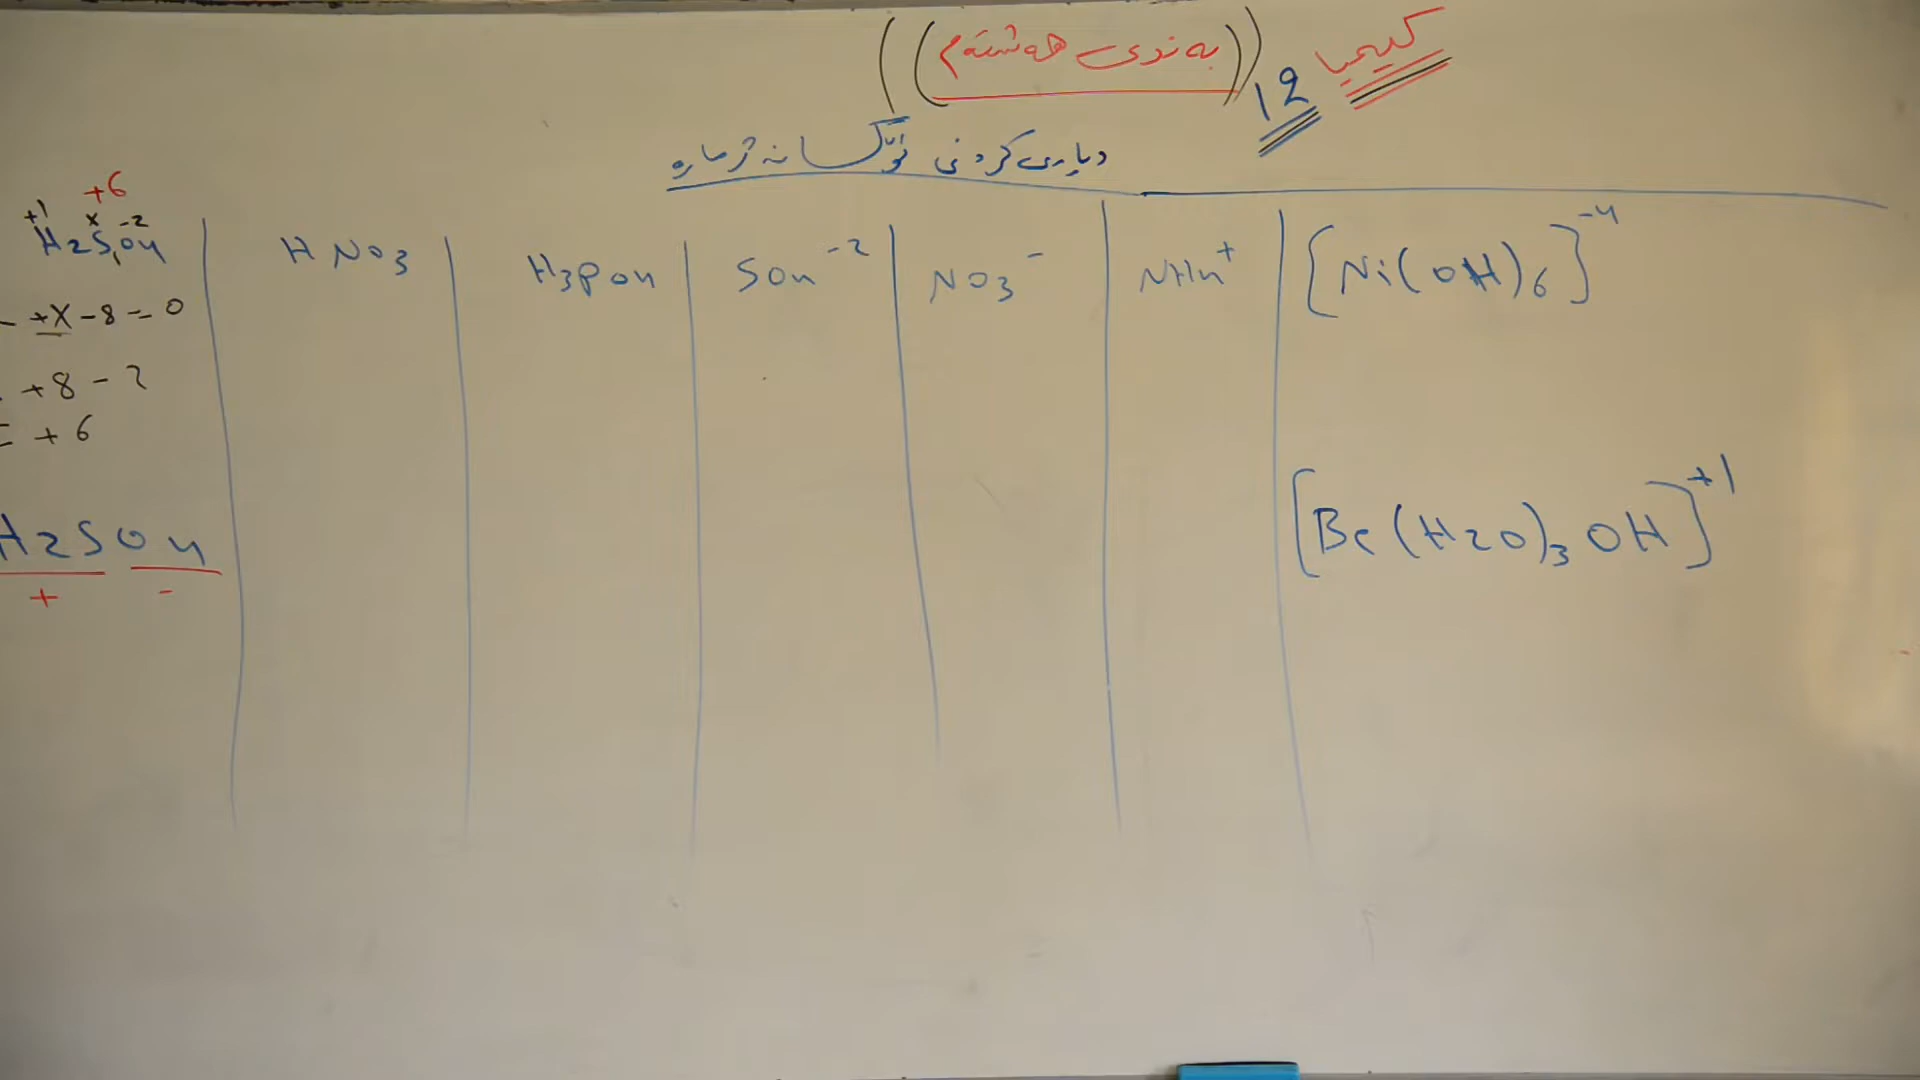 کیمیا 12 ((بەندی هەشتەم))
دیاری کردنی ئۆکسانە ژمارە
+6
+1 x -2
H2SO4
+x-8=0
+8-2
= +6
H2SO4
+ -
HNO3
H3PO4
SO4 -2
NO3 -
NH4 +
[Ni(OH)6] -4
[Be(H2O)3OH] +1